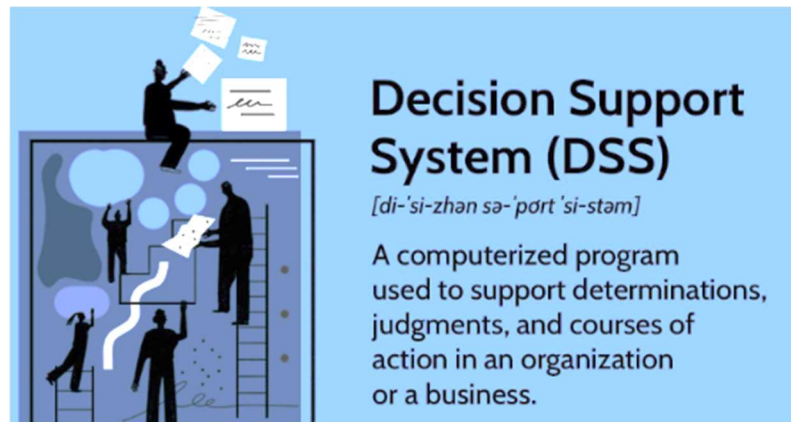 Decision Support
System (DSS)
[di-ˈsi-zhən sə-ˈpȯrt ˈsi-stəm]
A computerized program
used to support determinations,
judgments, and courses of
action in an organization
or a business.